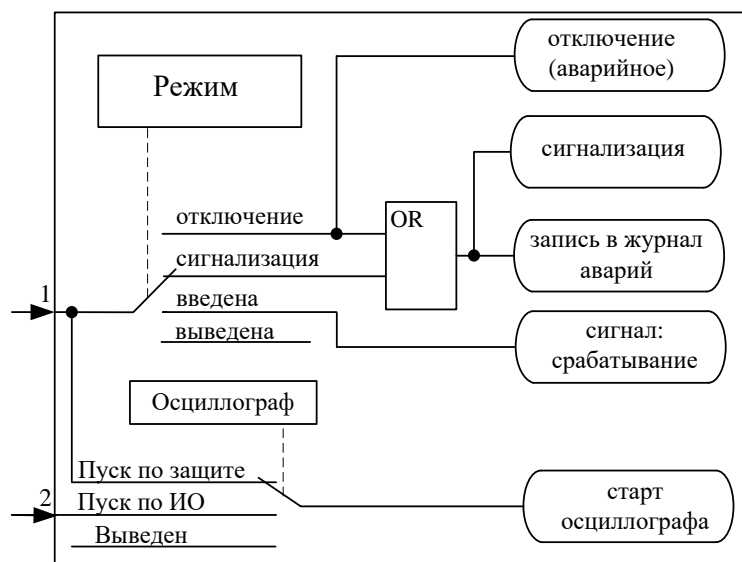 отключение
(аварийное)
Режим
сигнализация
отключение
OR
сигнализация
запись в журнал
аварий
1
введена
выведена
сигнал:
срабатывание
Осциллограф
Пуск по защите
2
Пуск по ИО
Выведен
старт
осциллографа